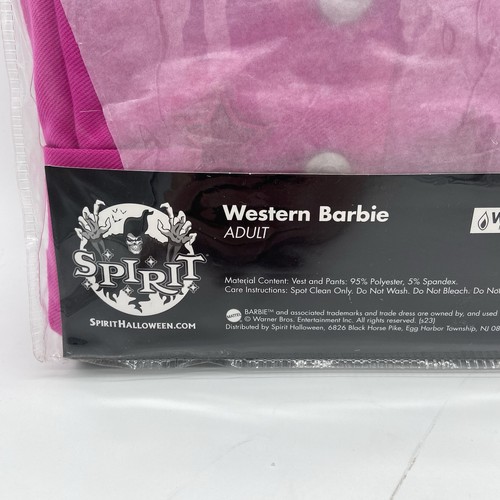 SPIRIT
SPIRITHALLOWEEN.COM
Western Barbie
ADULT
Material Content: Vest and Pants: 95% Polyester, 5% Spandex.
Care Instructions: Spot Clean Only. Do Not Wash. Do Not Bleach. Do Not
MATTEL
BARBIE™ and associated trademarks and trade dress are owned by, and used
© Warner Bros. Entertainment Inc. All rights reserved. (s23)
Distributed by Spirit Halloween, 6826 Black Horse Pike, Egg Harbor Township, NJ 08